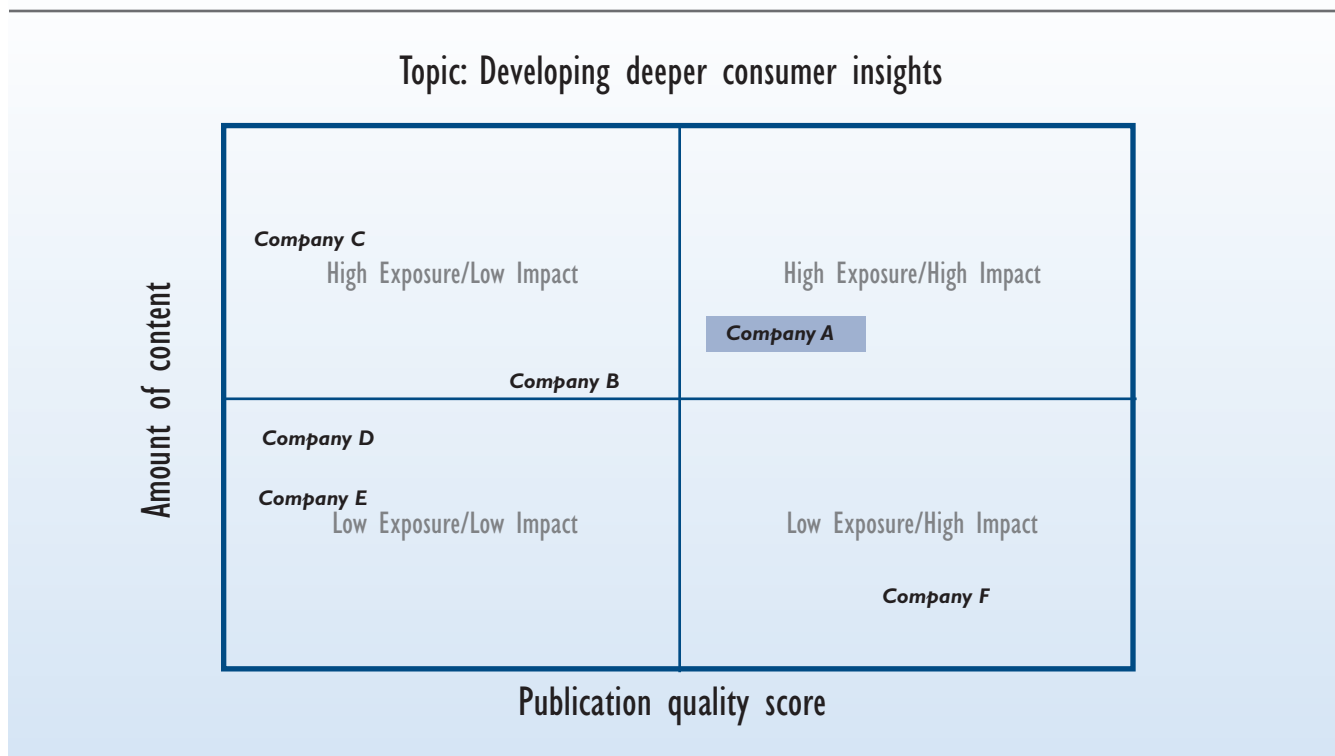 Topic: Developing deeper consumer insights
Amount of content
Company C
High Exposure/Low Impact
High Exposure/High Impact
Company A
Company B
Company D
Company E
Low Exposure/Low Impact
Low Exposure/High Impact
Company F
Publication quality score